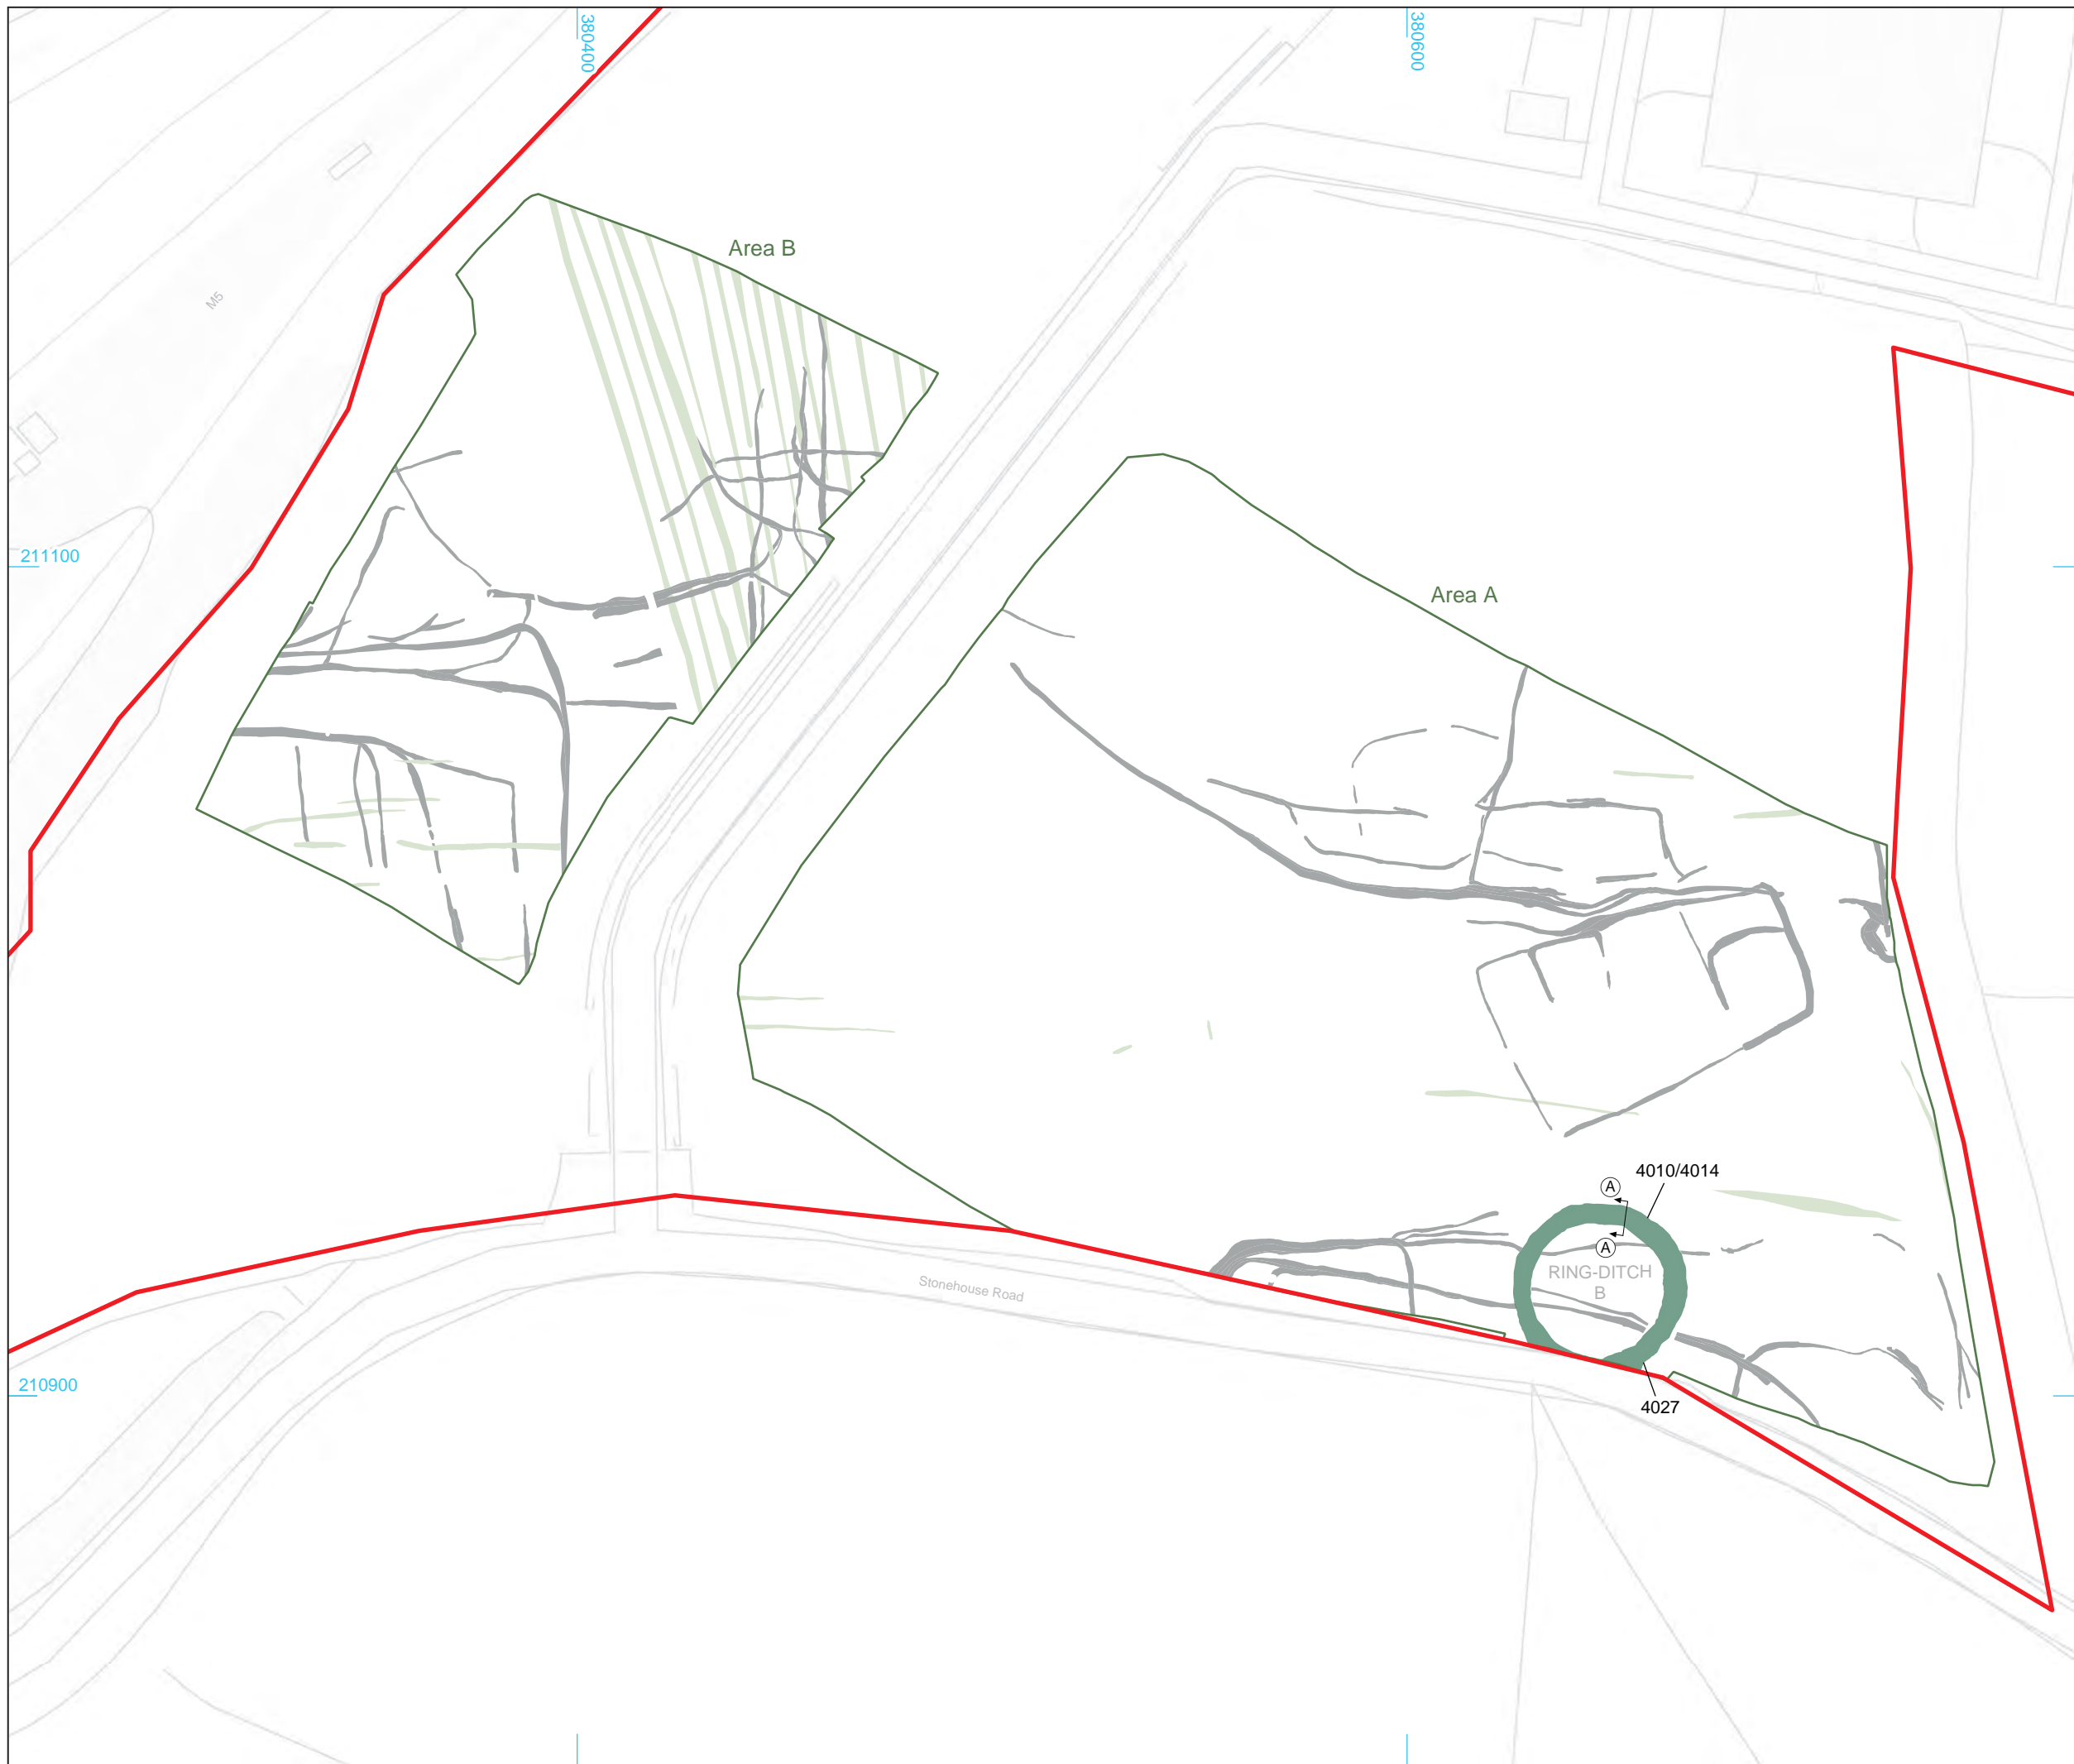 380400
380600
Area B
M5
211100
Area A
4010/4014
A
A
RING-DITCH
B
Stonehouse Road
210900
4027